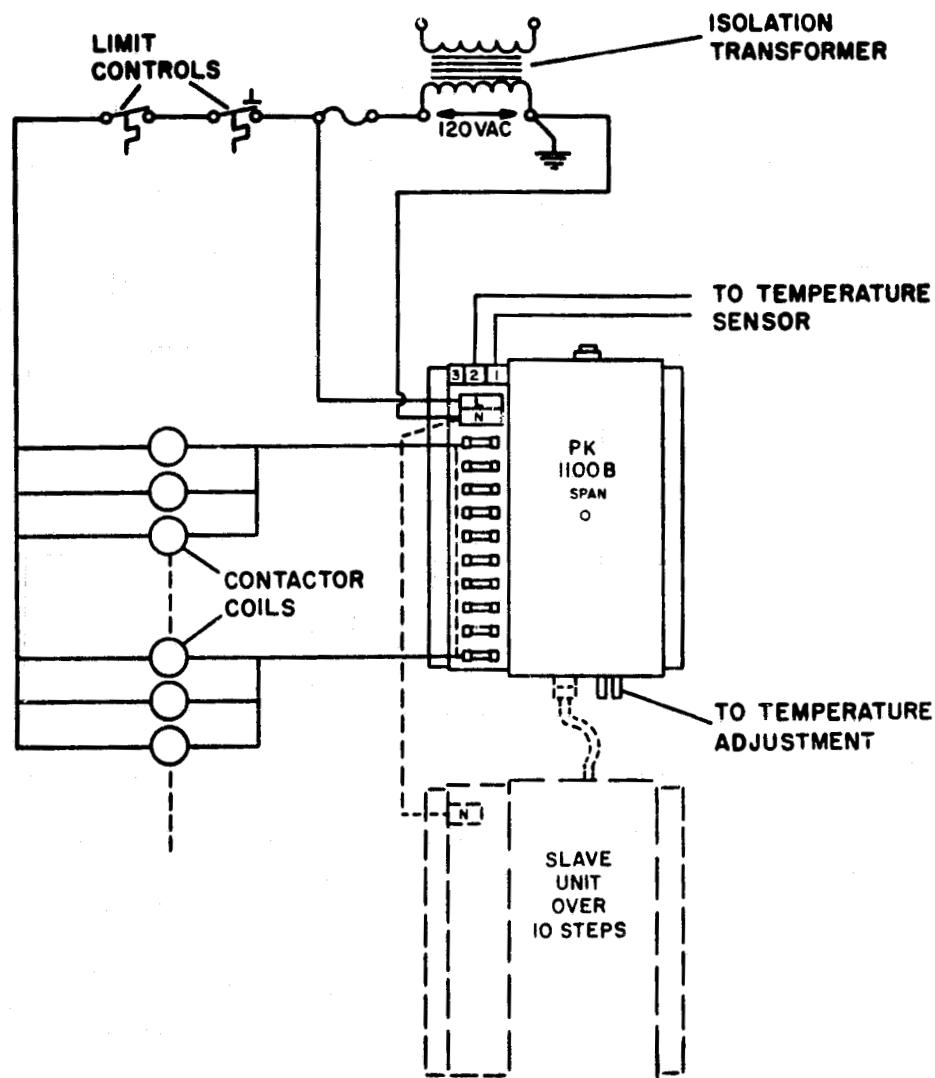 LIMIT
CONTROLS
ISOLATION
TRANSFORMER
120VAC
TO TEMPERATURE
SENSOR
3 2 1
L
N
PK
1100B
SPAN
CONTACTOR
COILS
TO TEMPERATURE
ADJUSTMENT
N
SLAVE
UNIT
OVER
10 STEPS